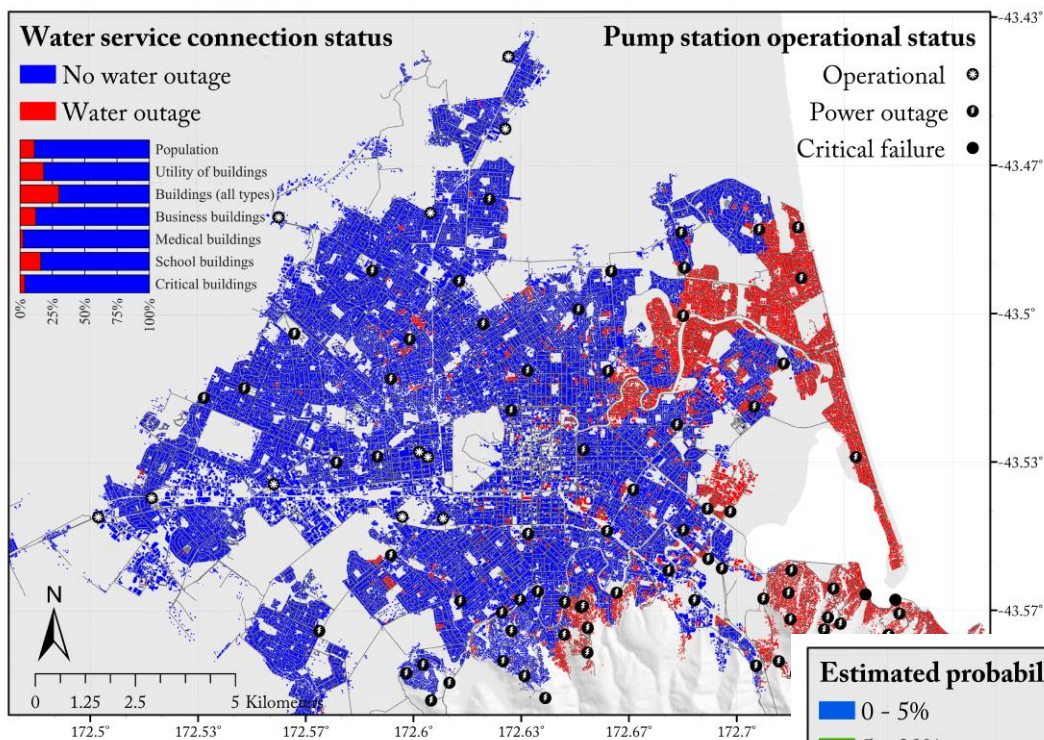 Water service connection status
No water outage
Water outage
Population
Utility of buildings
Buildings (all types)
Business buildings
Medical buildings
School buildings
Critical buildings
0%
25%
50%
75%
100%
Pump station operational status
Operational
Power outage
Critical failure
-43.43°
-43.47°
-43.5°
-43.53°
-43.57°
N
0 1.25 2.5 5 Kilometers
172.5° 172.53° 172.57° 172.6° 172.63° 172.67° 172.7°
Estimated probabil
0 - 5%